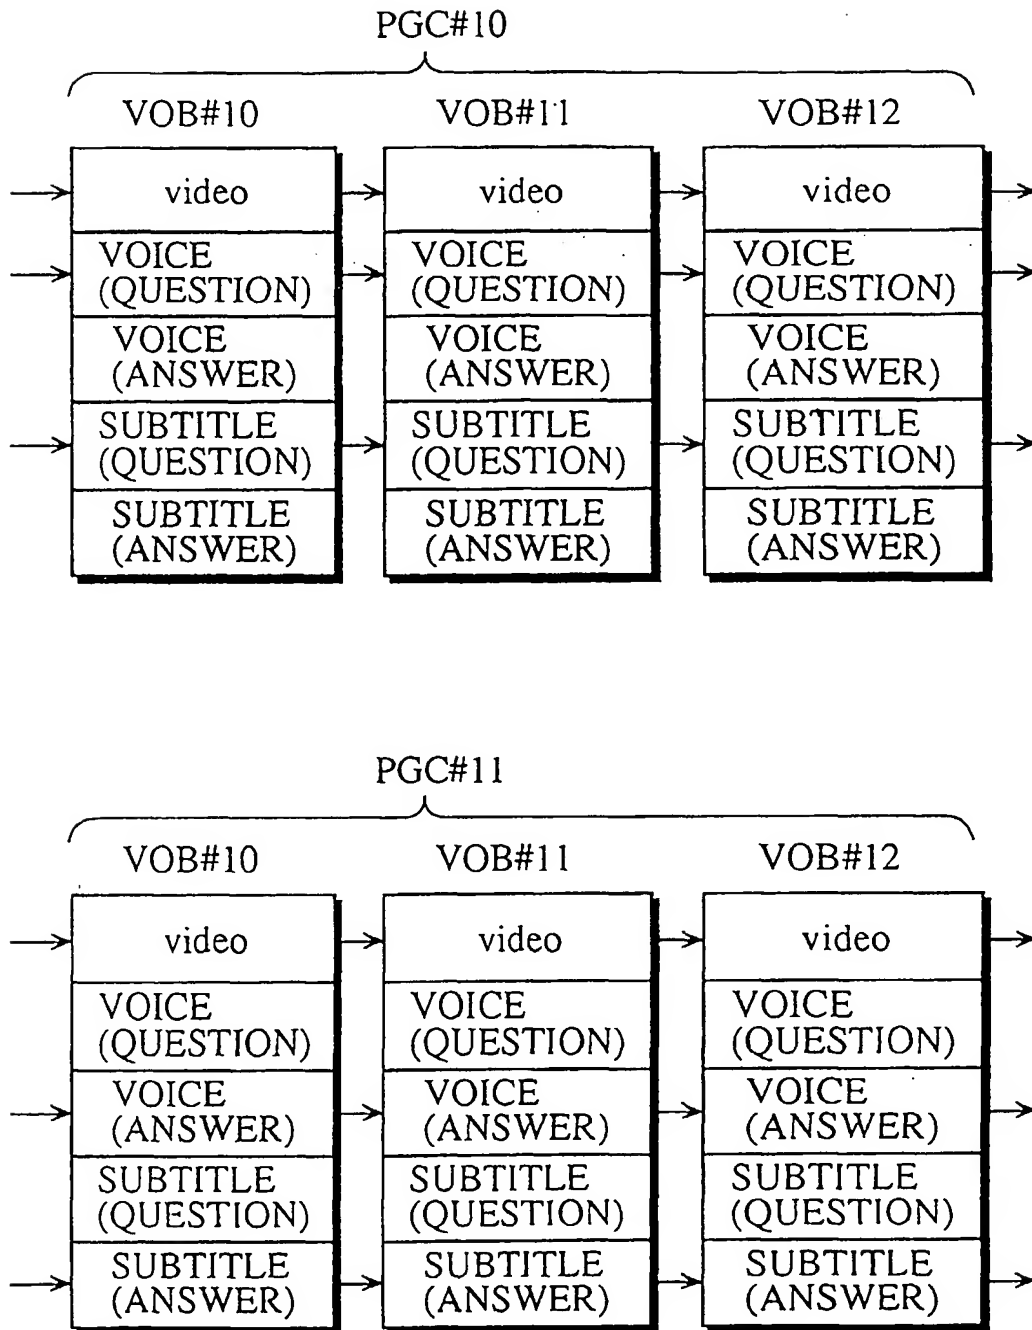 PGC#10
VOB#10 VOB#11 VOB#12
video video video
VOICE (QUESTION) VOICE (QUESTION) VOICE (QUESTION)
VOICE (ANSWER) VOICE (ANSWER) VOICE (ANSWER)
SUBTITLE (QUESTION) SUBTITLE (QUESTION) SUBTITLE (QUESTION)
SUBTITLE (ANSWER) SUBTITLE (ANSWER) SUBTITLE (ANSWER)
PGC#11
VOB#10 VOB#11 VOB#12
video video video
VOICE (QUESTION) VOICE (QUESTION) VOICE (QUESTION)
VOICE (ANSWER) VOICE (ANSWER) VOICE (ANSWER)
SUBTITLE (QUESTION) SUBTITLE (QUESTION) SUBTITLE (QUESTION)
SUBTITLE (ANSWER) SUBTITLE (ANSWER) SUBTITLE (ANSWER)